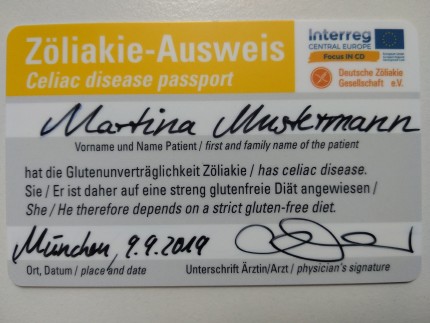 Zöliakie-Ausweis
Celiac disease passport
Interreg
CENTRAL EUROPE
Focus IN CD
Deutsche Zöliakie
Gesellschaft e.V.
Martina Mustermann
Vorname und Name Patient / first and family name of the patient
hat die Glutenunverträglichkeit Zöliakie / has celiac disease.
Sie / Er ist daher auf eine streng glutenfreie Diät angewiesen /
She / He therefore depends on a strict gluten-free diet.
München, 9.9.2019
Ort, Datum / place and date
Unterschrift Ärztin/Arzt / physician's signature